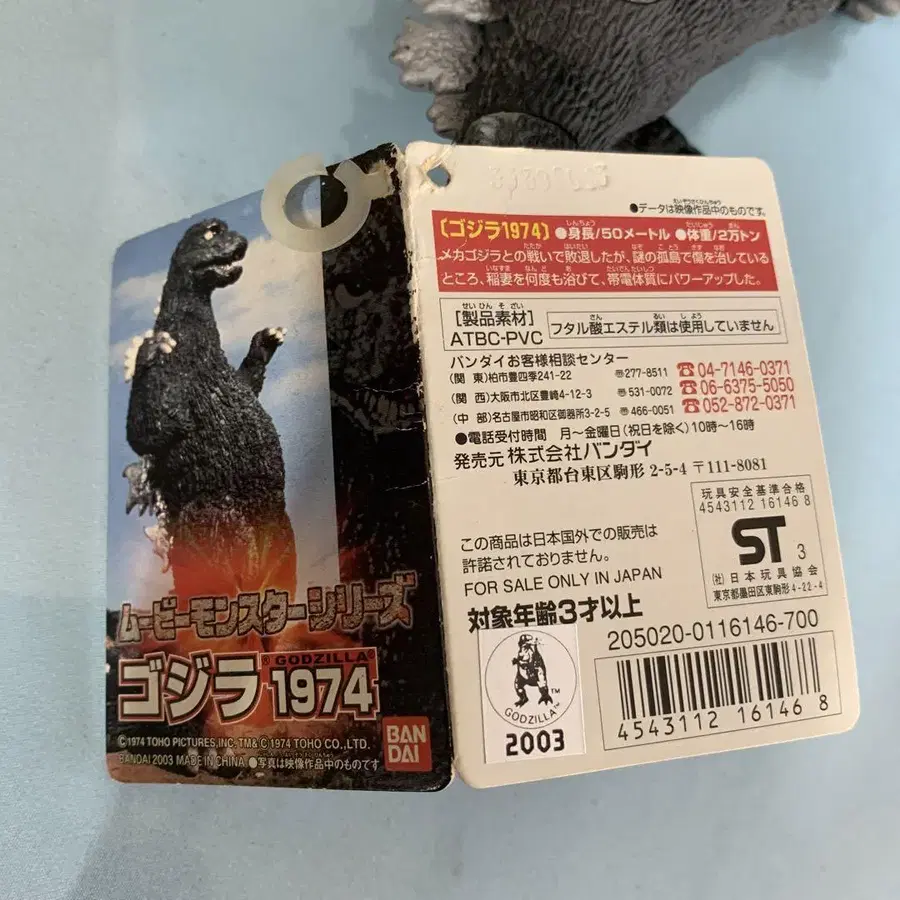 ムービーモンスターシリーズ
GODZILLA®
ゴジラ®1974
©1974 TOHO PICTURES, INC. TM & © 1974 TOHO CO., LTD.
BANDAI 2003 MADE IN CHINA ●写真は映像作品中のものです
BAN
DAI
●データは映像作品中のものです。
〔ゴジラ1974〕 ●身長/50メートル ●体重/2万トン
メカゴジラとの戦いで敗退したが、謎の孤島で傷を治している
ところ、稲妻を何度も浴びて、帯電体質にパワーアップした。
［製品素材］
ATBC-PVC
フタル酸エステル類は使用していません
バンダイお客様相談センター
(関 東)柏市豊四季241-22 〠277-8511 ☎04-7146-0371
(関 西)大阪市北区豊崎4-12-3 〠531-0072 ☎06-6375-5050
(中 部)名古屋市昭和区御器所3-2-5 〠466-0051 ☎052-872-0371
●電話受付時間 月〜金曜日(祝日を除く)10時〜16時
発売元 株式会社バンダイ
東京都台東区駒形 2-5-4 〒111-8081
玩具安全基準合格
4543112 16146 8
ST 3
(社)日本玩具協会
東京都墨田区東駒形 4-22-4
この商品は日本国外での販売は
許諾されておりません。
FOR SALE ONLY IN JAPAN
対象年齢3才以上
205020-0116146-700
GODZILLA™
2003
4543112 161468